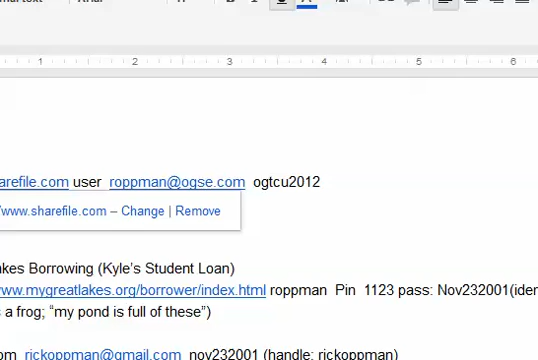 1 2 3 4 5 6
arefile.com user roppman@ogse.com ogtcu2012
/www.sharefile.com – Change | Remove
akes Borrowing (Kyle's Student Loan)
www.mygreatlakes.org/borrower/index.html roppman Pin 1123 pass: Nov232001(iden
s a frog; “my pond is full of these”)
om rickoppman@gmail.com nov232001 (handle: rickoppman)